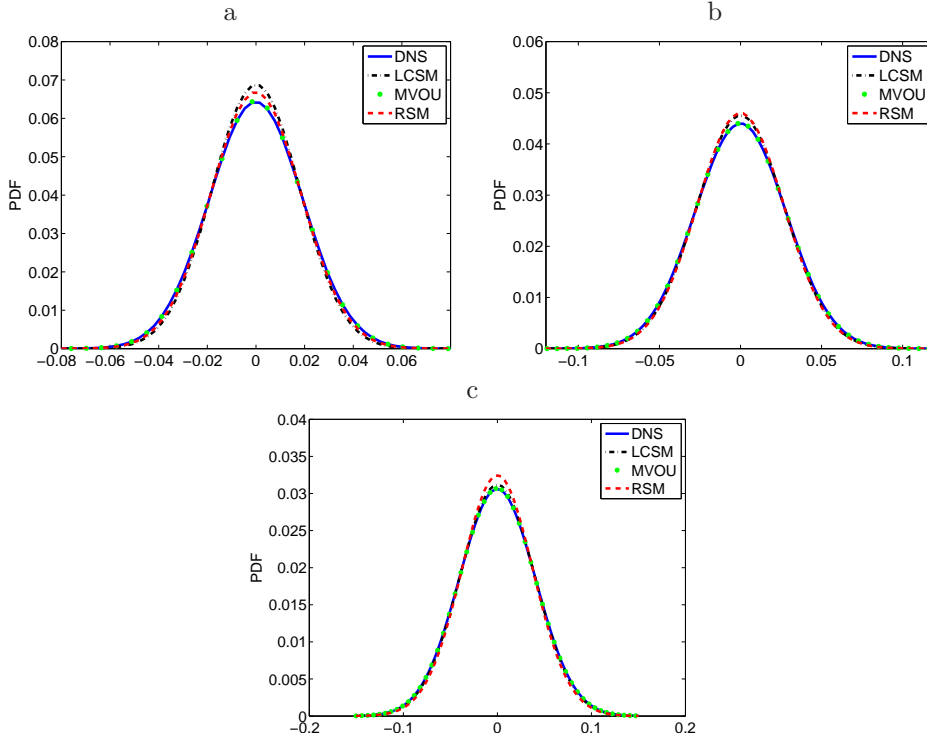 a
0.08
0.07
0.06
0.05
0.04
0.03
0.02
0.01
0
PDF
−0.08 −0.06 −0.04 −0.02 0 0.02 0.04 0.06
DNS
LCSM
MVOU
RSM
b
0.06
0.05
0.04
0.03
0.02
0.01
0
PDF
−0.1 −0.05 0 0.05 0.1
DNS
LCSM
MVOU
RSM
c
0.04
0.035
0.03
0.025
0.02
0.015
0.01
0.005
0
PDF
−0.2 −0.1 0 0.1 0.2
DNS
LCSM
MVOU
RSM